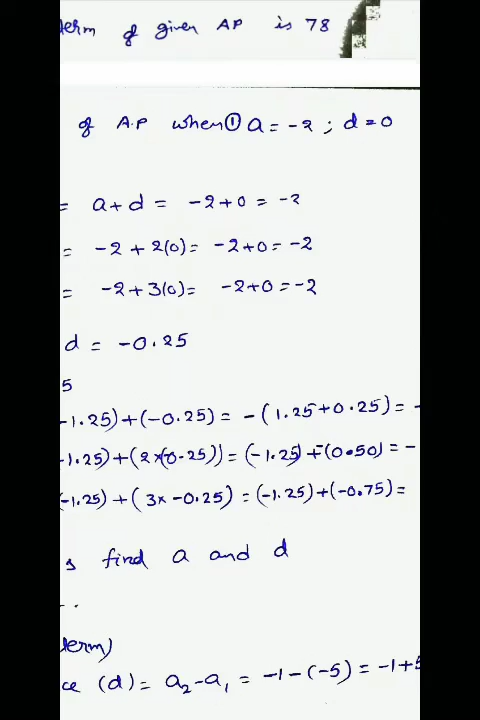 term of given AP is 78
of A.P when ① a = -2 ; d = 0
= a + d = -2+0 = -2
= -2 + 2(0) = -2+0 = -2
= -2+3(0) = -2+0 = -2
d = -0.25
5
-1.25) + (-0.25) = -(1.25+0.25) = -
-1.25) + (2×(0.25)) = (-1.25) + -(0.50) = -
(-1.25) + (3x -0.25) = (-1.25)+(-0.75) =
s find a and d
..
term)
ce (d) = a₂-a₁ = -1-(-5) = -1+5